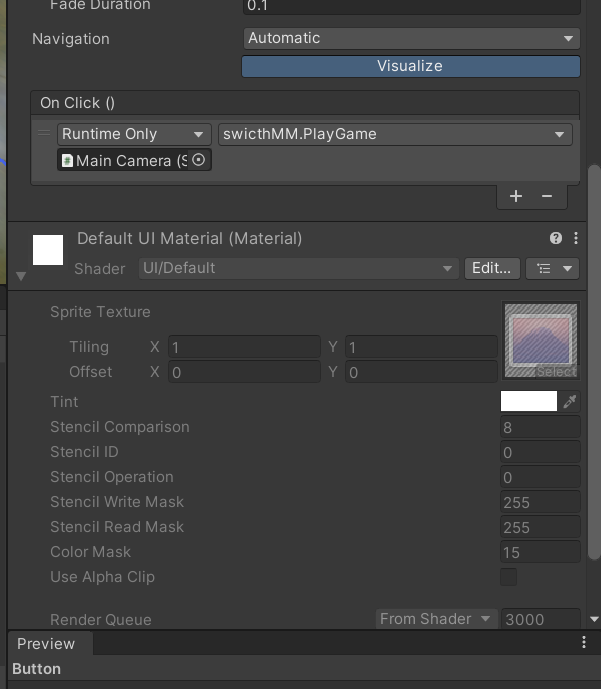 Fade Duration 0.1
Navigation Automatic
Visualize
On Click ()
Runtime Only swicthMM.PlayGame
Main Camera (S
Default UI Material (Material)
Shader UI/Default Edit...
Sprite Texture
Tiling X 1 Y 1
Offset X 0 Y 0
Select
Tint
Stencil Comparison 8
Stencil ID 0
Stencil Operation 0
Stencil Write Mask 255
Stencil Read Mask 255
Color Mask 15
Use Alpha Clip
Render Queue From Shader 3000
Preview
Button